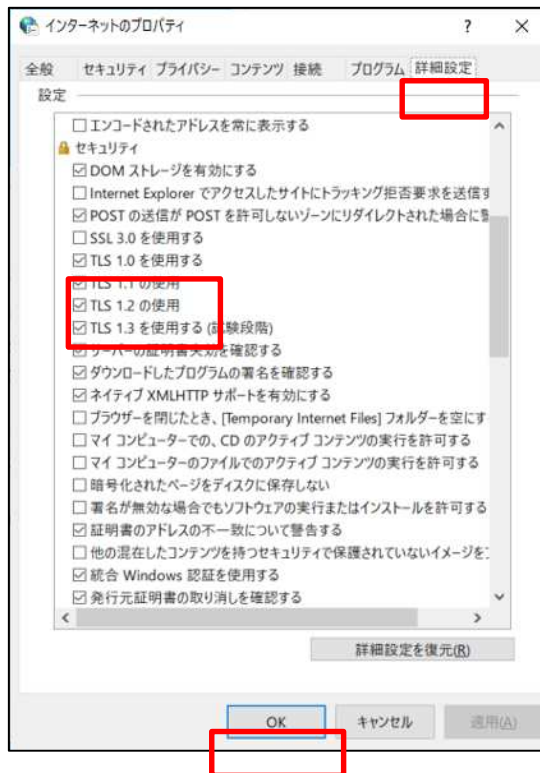 インターネットのプロパティ
全般 セキュリティ プライバシー コンテンツ 接続 プログラム 詳細設定
設定
エンコードされたアドレスを常に表示する
セキュリティ
DOM ストレージを有効にする
Internet Explorer でアクセスしたサイトにトラッキング拒否要求を送信す
POST の送信が POST を許可しないゾーンにリダイレクトされた場合に警
SSL 3.0 を使用する
TLS 1.0 を使用する
TLS 1.1 の使用
TLS 1.2 の使用
TLS 1.3 を使用する (試験段階)
サーバーの証明書失効を確認する
ダウンロードしたプログラムの署名を確認する
ネイティブ XMLHTTP サポートを有効にする
ブラウザーを閉じたとき、[Temporary Internet Files] フォルダーを空にす
マイ コンピューターでの、CD のアクティブ コンテンツの実行を許可する
マイ コンピューターのファイルでのアクティブ コンテンツの実行を許可する
暗号化されたページをディスクに保存しない
署名が無効な場合でもソフトウェアの実行またはインストールを許可する
証明書のアドレスの不一致について警告する
他の混在したコンテンツを持つセキュリティで保護されていないイメージを
統合 Windows 認証を使用する
発行元証明書の取り消しを確認する
詳細設定を復元(R)
OK キャンセル 適用(A)